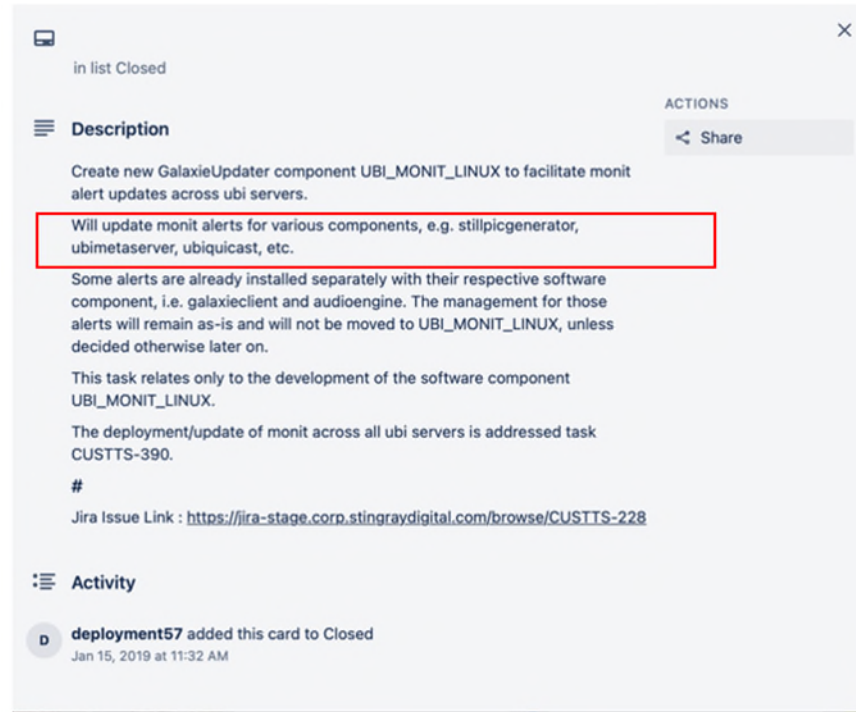 in list Closed
ACTIONS
Share
Description
Create new GalaxieUpdater component UBI_MONIT_LINUX to facilitate monit
alert updates across ubi servers.
Will update monit alerts for various components, e.g. stillpicgenerator,
ubimetaserver, ubiquicast, etc.
Some alerts are already installed separately with their respective software
component, i.e. galaxieclient and audioengine. The management for those
alerts will remain as-is and will not be moved to UBI_MONIT_LINUX, unless
decided otherwise later on.
This task relates only to the development of the software component
UBI_MONIT_LINUX.
The deployment/update of monit across all ubi servers is addressed task
CUSTTS-390.
#
Jira Issue Link : https://jira-stage.corp.stingraydigital.com/browse/CUSTTS-228
Activity
D
deployment57 added this card to Closed
Jan 15, 2019 at 11:32 AM